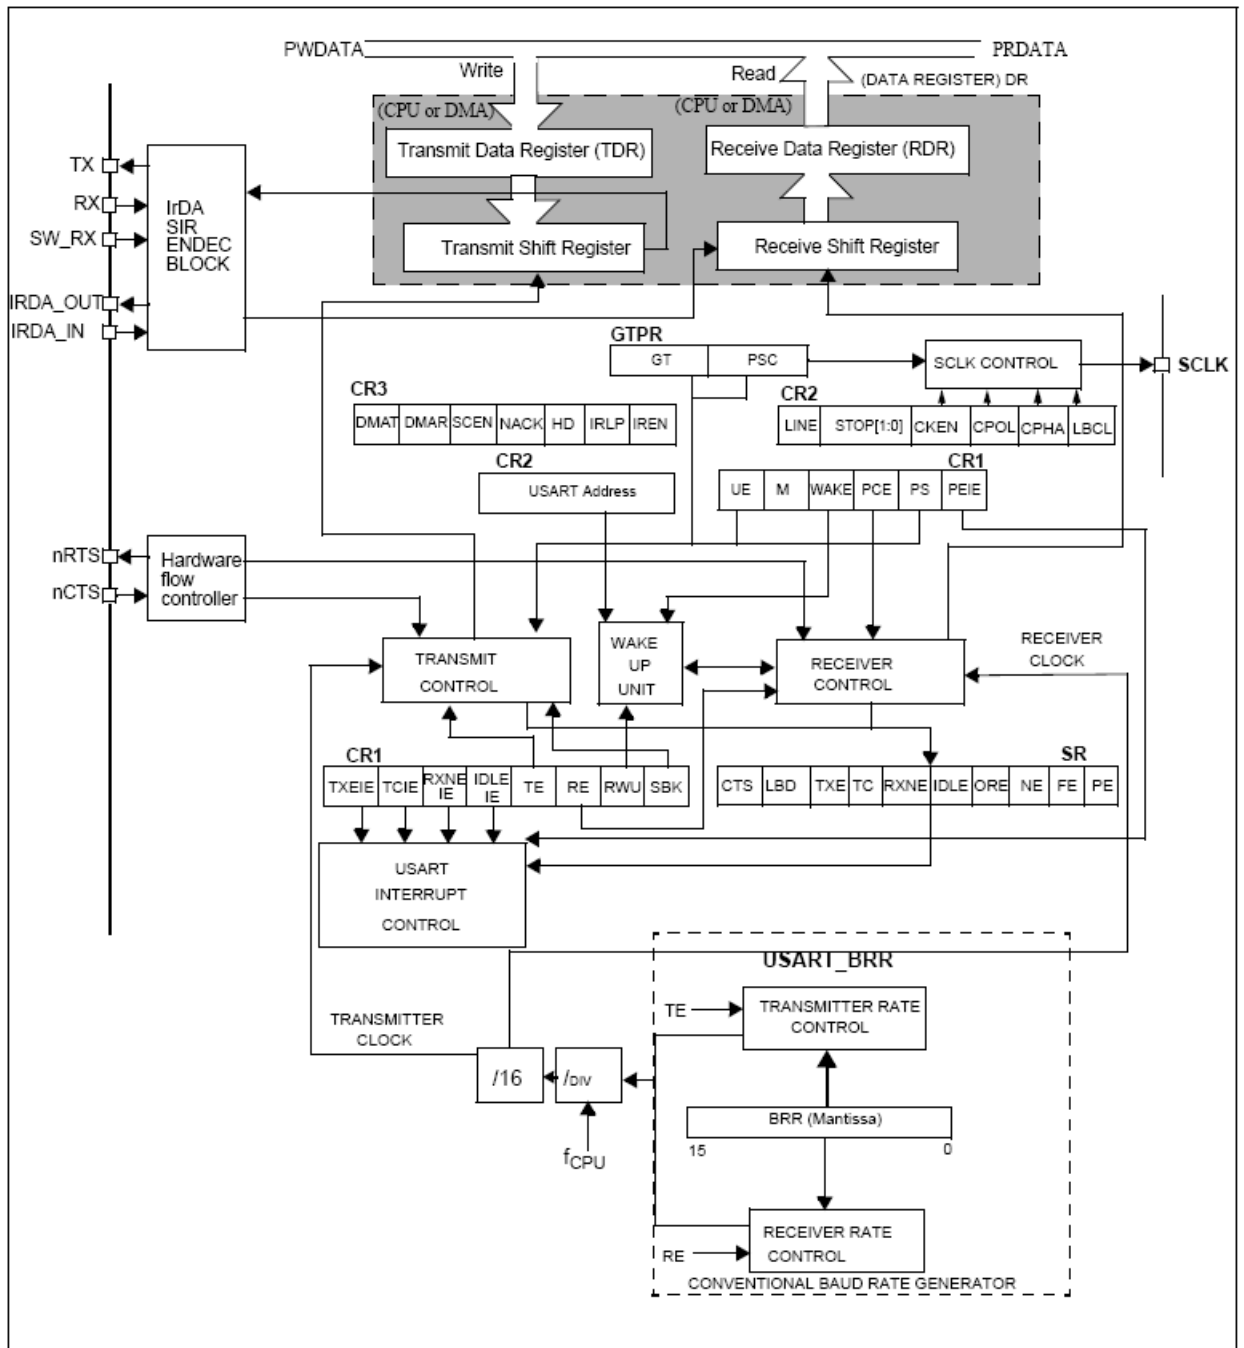 PWDATA
PRDATA
Write
Read
(DATA REGISTER) DR
(CPU or DMA)
(CPU or DMA)
Transmit Data Register (TDR)
Receive Data Register (RDR)
TX
RX
SW_RX
IRDA_OUT
IRDA_IN
IrDA
SIR
ENDEC
BLOCK
Transmit Shift Register
Receive Shift Register
GTPR
GT
PSC
SCLK CONTROL
SCLK
CR3
DMAT
DMAR
SCEN
NACK
HD
IRLP
IREN
CR2
LINE
STOP[1:0]
CKEN
CPOL
CPHA
LBCL
CR2
USART Address
CR1
UE
M
WAKE
PCE
PS
PEIE
nRTS
nCTS
Hardware
flow
controller
TRANSMIT
CONTROL
WAKE
UP
UNIT
RECEIVER
CONTROL
RECEIVER
CLOCK
CR1
TXEIE
TCIE
RXNE
IE
IDLE
IE
TE
RE
RWU
SBK
SR
CTS
LBD
TXE
TC
RXNE
IDLE
ORE
NE
FE
PE
USART
INTERRUPT
CONTROL
USART_BRR
TE
TRANSMITTER RATE
CONTROL
TRANSMITTER
CLOCK
/16
/DIV
fCPU
BRR (Mantissa)
15
0
RE
RECEIVER RATE
CONTROL
CONVENTIONAL BAUD RATE GENERATOR